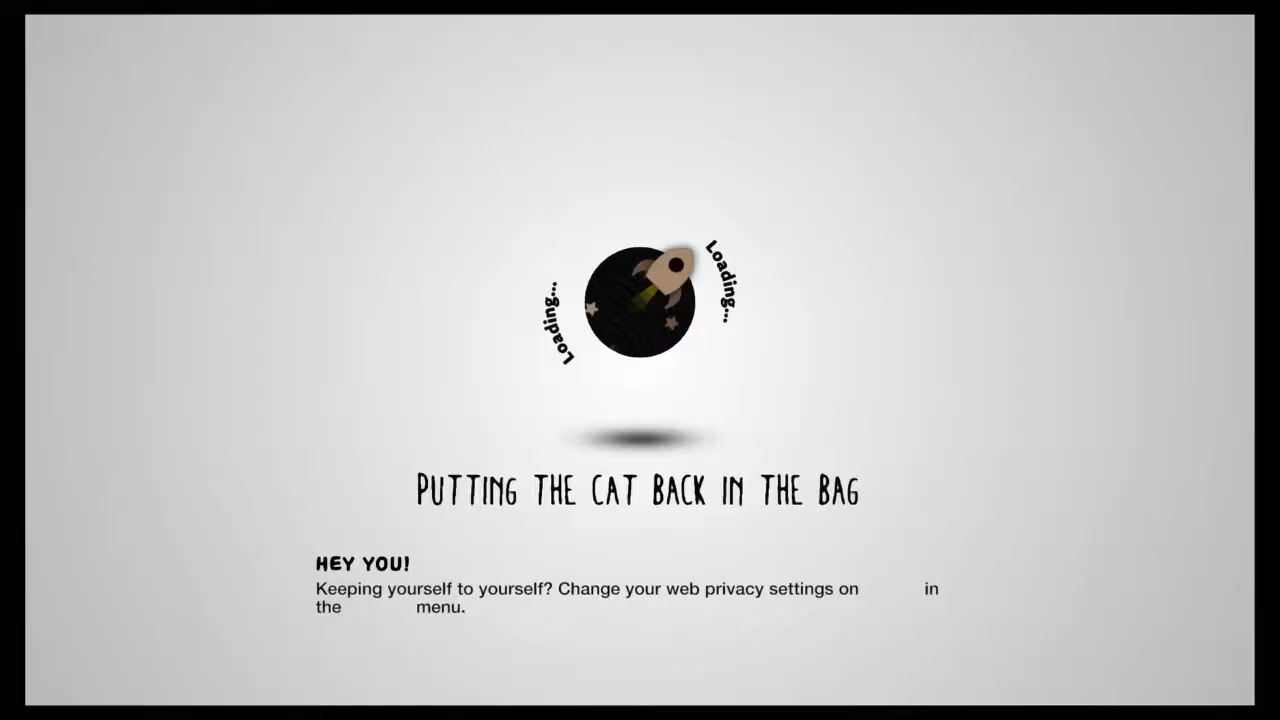 Loading...
Loading...
PUTTING THE CAT BACK IN THE BAG
HEY YOU!
Keeping yourself to yourself? Change your web privacy settings on in
the menu.